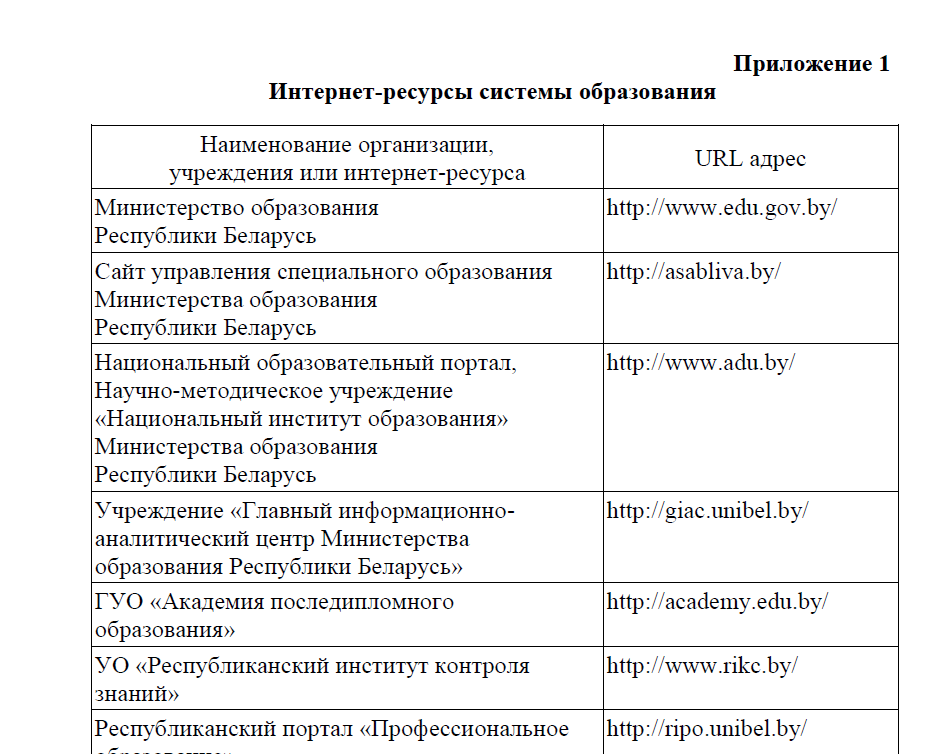 Приложение 1
Интернет-ресурсы системы образования
Наименование организации,
учреждения или интернет-ресурса
URL адрес
Министерство образования
Республики Беларусь
http://www.edu.gov.by/
Сайт управления специального образования
Министерства образования
Республики Беларусь
http://asabliva.by/
Национальный образовательный портал,
Научно-методическое учреждение
«Национальный институт образования»
Министерства образования
Республики Беларусь
http://www.adu.by/
Учреждение «Главный информационно-
аналитический центр Министерства
образования Республики Беларусь»
http://giac.unibel.by/
ГУО «Академия последипломного
образования»
http://academy.edu.by/
УО «Республиканский институт контроля
знаний»
http://www.rikc.by/
Республиканский портал «Профессиональное
http://ripo.unibel.by/